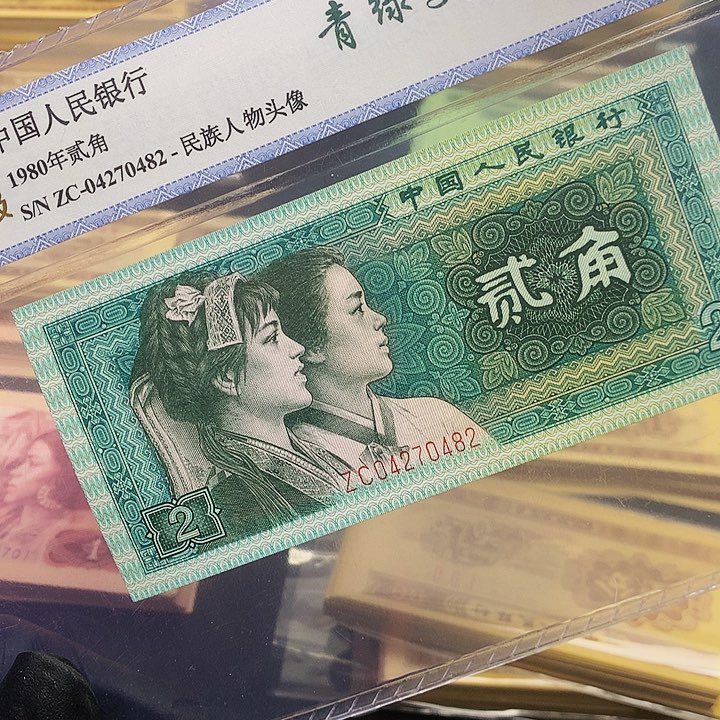 青绿
中国人民银行
1980年贰角
S/N ZC-04270482 - 民族人物头像
中国人民银行
贰角
ZC04270482
2
2